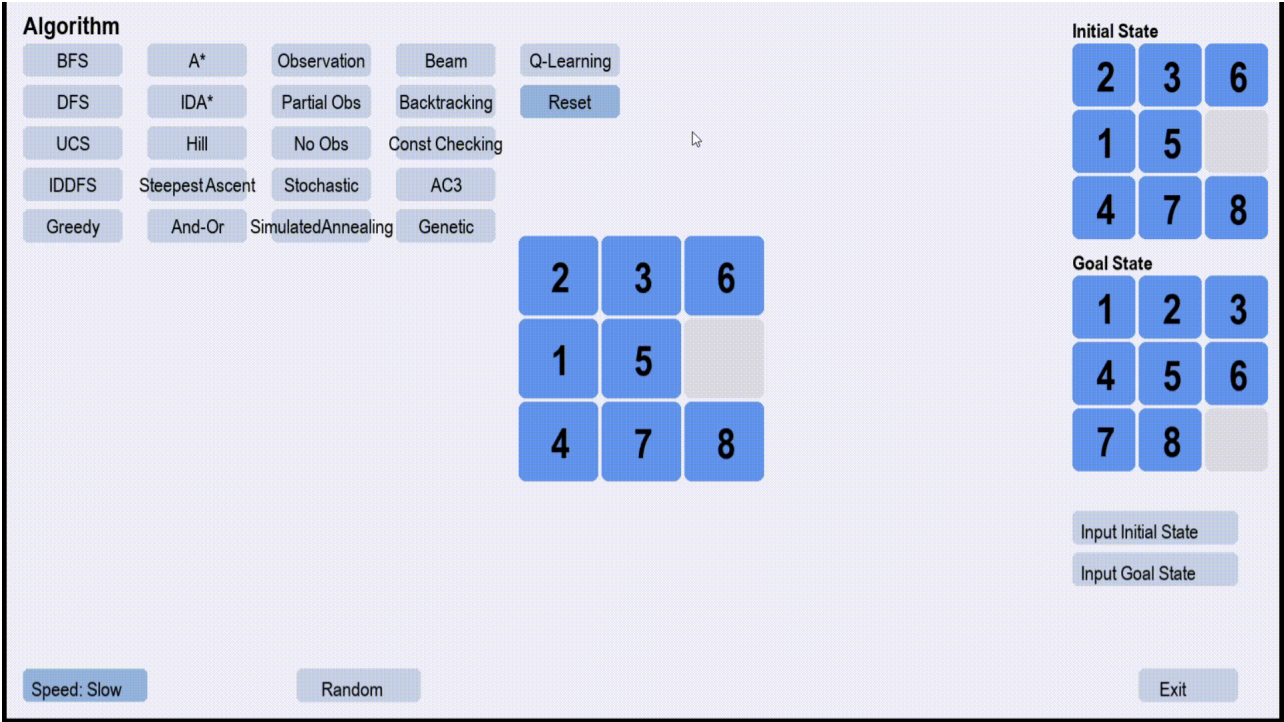 Algorithm
BFS A* Observation Beam Q-Learning
DFS IDA* Partial Obs Backtracking Reset
UCS Hill No Obs Const Checking
IDDFS Steepest Ascent Stochastic AC3
Greedy And-Or SimulatedAnnealing Genetic
2 3 6
1 5
4 7 8
Initial State
2 3 6
1 5
4 7 8
Goal State
1 2 3
4 5 6
7 8
Input Initial State
Input Goal State
Speed: Slow Random Exit